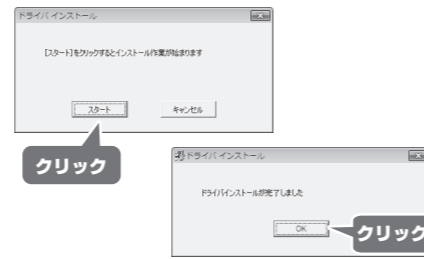 ドライバ インストール
[スタート]をクリックするとインストール作業が始まります
スタート
キャンセル
クリック
ドライバ インストール
ドライバインストールが完了しました
OK
クリック